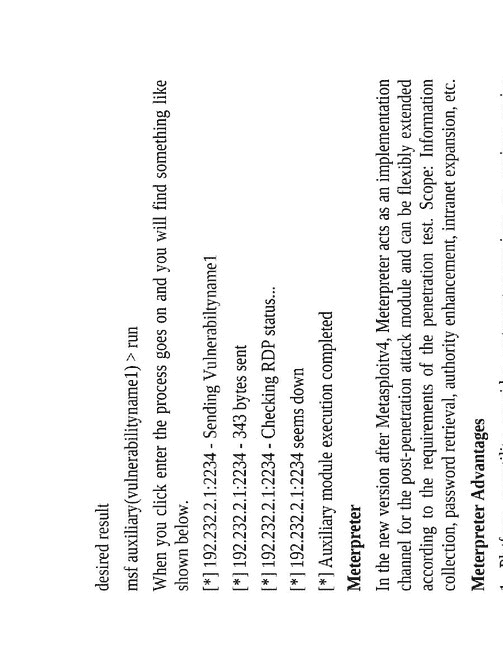 desired result
msf auxiliary(vulnerabilityname1) > run
When you click enter the process goes on and you will find something like
shown below.
[*] 192.232.2.1:2234 - Sending Vulnerabiltyname1
[*] 192.232.2.1:2234 - 343 bytes sent
[*] 192.232.2.1:2234 - Checking RDP status...
[*] 192.232.2.1:2234 seems down
[*] Auxiliary module execution completed
Meterpreter
In the new version after Metasploitv4, Meterpreter acts as an implementation
channel for the post-penetration attack module and can be flexibly extended
according to the requirements of the penetration test. Scope: Information
collection, password retrieval, authority enhancement, intranet expansion, etc.
Meterpreter Advantages